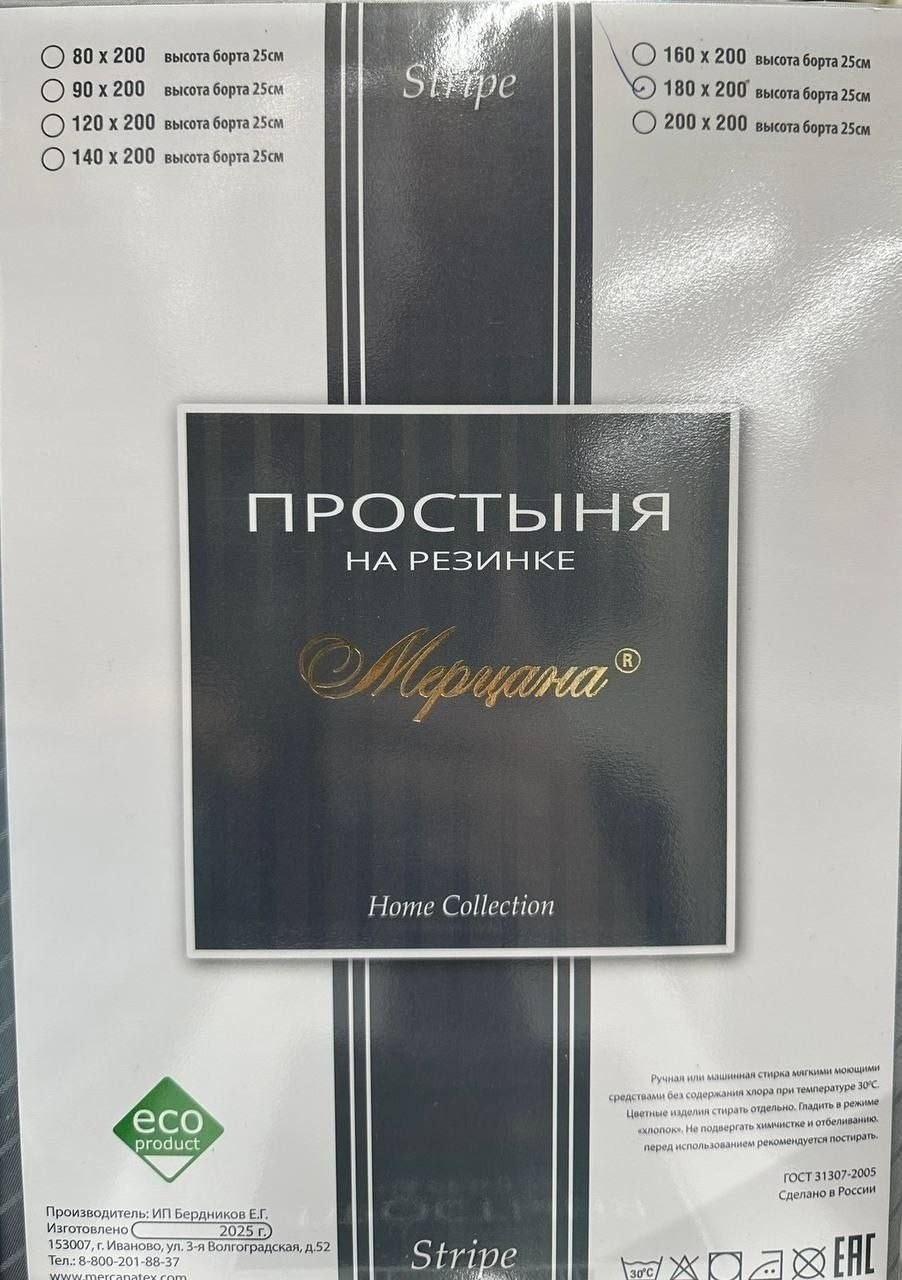 Stripe
80 x 200 высота борта 25см
90 x 200 высота борта 25см
120 x 200 высота борта 25см
140 x 200 высота борта 25см
160 x 200 высота борта 25см
180 x 200 высота борта 25см
200 x 200 высота борта 25см
ПРОСТЫНЯ
НА РЕЗИНКЕ
Мерцана®
Home Collection
eco
product
Ручная или машинная стирка мягкими моющими
средствами без содержания хлора при температуре 30°С.
Цветные изделия стирать отдельно. Гладить в режиме
«хлопок». Не подвергать химчистке и отбеливанию.
перед использованием рекомендуется постирать.
ГОСТ 31307-2005
Сделано в России
Производитель: ИП Бердников Е.Г.
Изготовлено 2025 г.
153007, г. Иваново, ул. 3-я Волгоградская, д.52
Тел.: 8-800-201-88-37
www.mercanatex.com
Stripe
30°C
EAC